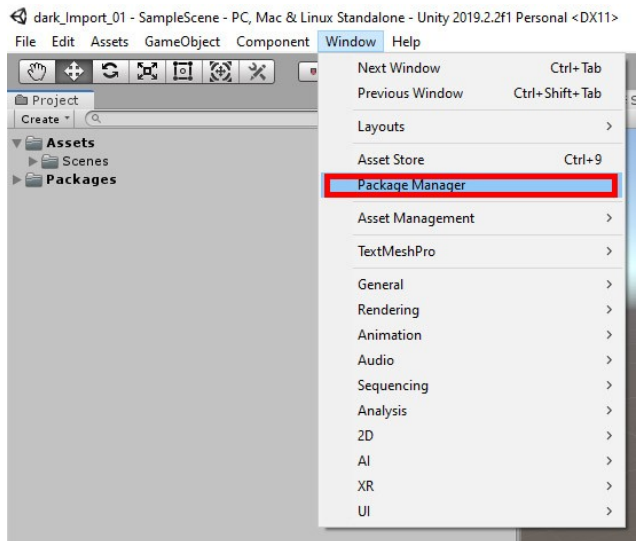 dark_Import_01 - SampleScene - PC, Mac & Linux Standalone - Unity 2019.2.2f1 Personal <DX11>
File Edit Assets GameObject Component Window Help
Project
Create
Assets
Scenes
Packages
Next Window Ctrl+Tab
Previous Window Ctrl+Shift+Tab
Layouts
Asset Store Ctrl+9
Package Manager
Asset Management
TextMeshPro
General
Rendering
Animation
Audio
Sequencing
Analysis
2D
AI
XR
UI